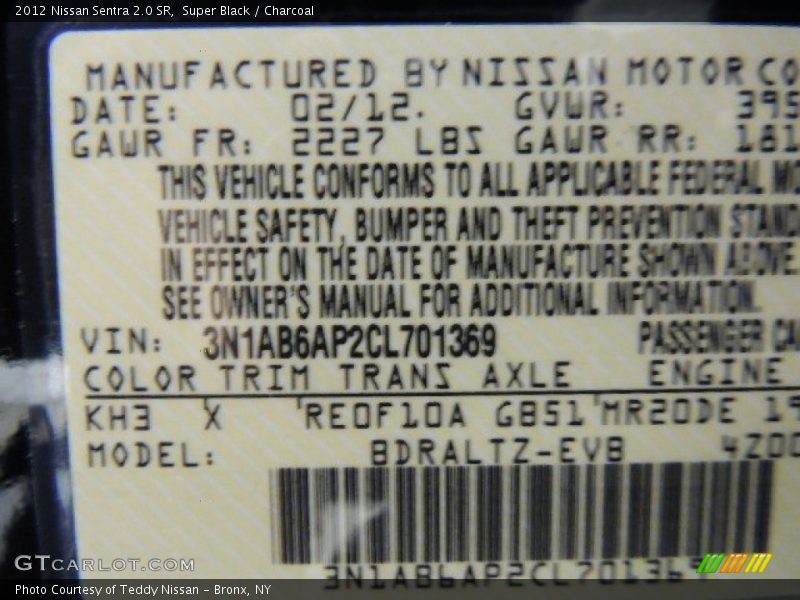 2012 Nissan Sentra 2.0 SR, Super Black / Charcoal
MANUFACTURED BY NISSAN MOTOR CO
DATE: 02/12. GVWR: 395
GAWR FR: 2227 LBS GAWR RR: 181
THIS VEHICLE CONFORMS TO ALL APPLICABLE FEDERAL MO
VEHICLE SAFETY, BUMPER AND THEFT PREVENTION STAND
IN EFFECT ON THE DATE OF MANUFACTURE SHOWN ABOVE.
SEE OWNER'S MANUAL FOR ADDITIONAL INFORMATION.
VIN: 3N1AB6AP2CL701369 PASSENGER CA
COLOR TRIM TRANS AXLE ENGINE
KH3 X RE0F10A GB51 MR20DE 19
MODEL: BDRALTZ-EVB 4Z00
3N1AB6AP2CL701369
GTCARLOT.COM
Photo Courtesy of Teddy Nissan - Bronx, NY